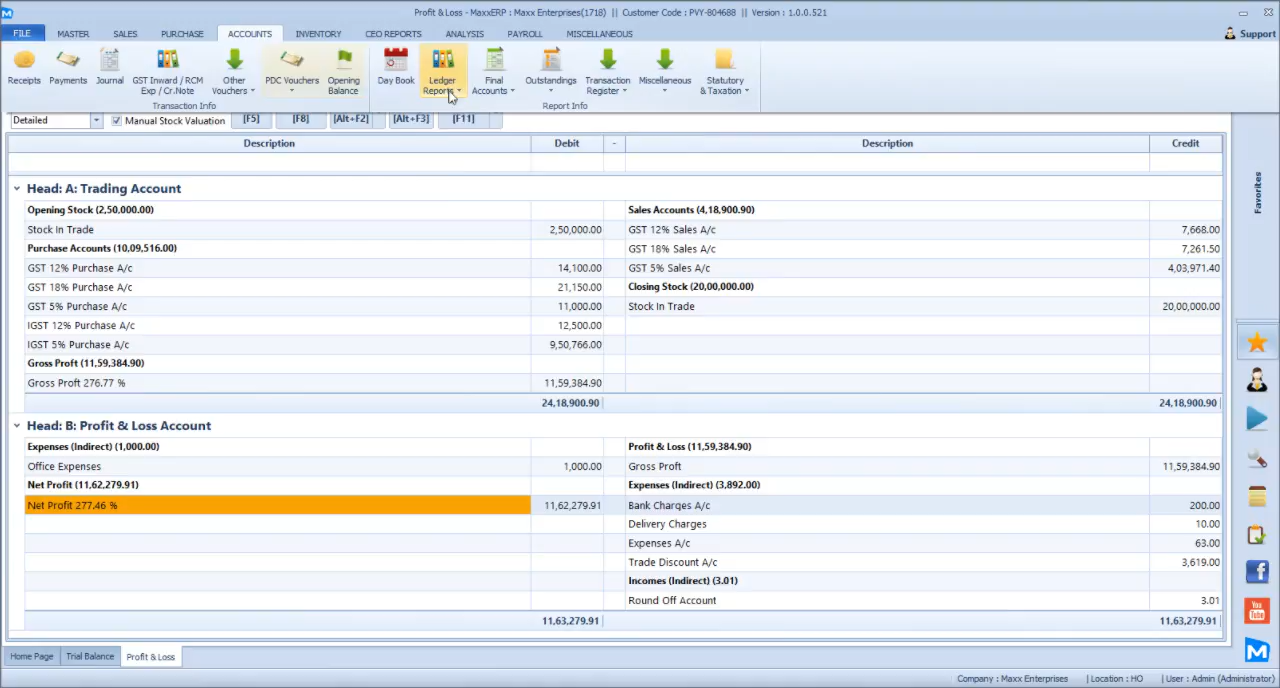 Profit & Loss - MaxxERP : Maxx Enterprises(1718) || Customer Code : PVY-804688 || Version : 1.0.0.521
FILE MASTER SALES PURCHASE ACCOUNTS INVENTORY CEO REPORTS ANALYSIS PAYROLL MISCELLANEOUS Support
Receipts Payments Journal GST Inward / RCM Exp / Cr.Note Other Vouchers PDC Vouchers Opening Balance Day Book Ledger Reports Final Accounts Outstandings Transaction Register Miscellaneous Statutory & Taxation
Transaction Info Report Info
Detailed Manual Stock Valuation [F5] [F8] [Alt+F2] [Alt+F3] [F11]
Description Debit - Description Credit
Head: A: Trading Account
Opening Stock (2,50,000.00) Sales Accounts (4,18,900.90)
Stock In Trade 2,50,000.00 GST 12% Sales A/c 7,668.00
Purchase Accounts (10,09,516.00) GST 18% Sales A/c 7,261.50
GST 12% Purchase A/c 14,100.00 GST 5% Sales A/c 4,03,971.40
GST 18% Purchase A/c 21,150.00 Closing Stock (20,00,000.00)
GST 5% Purchase A/c 11,000.00 Stock In Trade 20,00,000.00
IGST 12% Purchase A/c 12,500.00
IGST 5% Purchase A/c 9,50,766.00
Gross Proft (11,59,384.90)
Gross Proft 276.77 % 11,59,384.90
24,18,900.90 24,18,900.90
Head: B: Profit & Loss Account
Expenses (Indirect) (1,000.00) Profit & Loss (11,59,384.90)
Office Expenses 1,000.00 Gross Proft 11,59,384.90
Net Profit (11,62,279.91) Expenses (Indirect) (3,892.00)
Net Profit 277.46 % 11,62,279.91 Bank Charges A/c 200.00
Delivery Charges 10.00
Expenses A/c 63.00
Trade Discount A/c 3,619.00
Incomes (Indirect) (3.01)
Round Off Account 3.01
11,63,279.91 11,63,279.91
Favorites
You Tube
Home Page Trial Balance Profit & Loss
Company : Maxx Enterprises | Location : HO | User : Admin (Administrator)